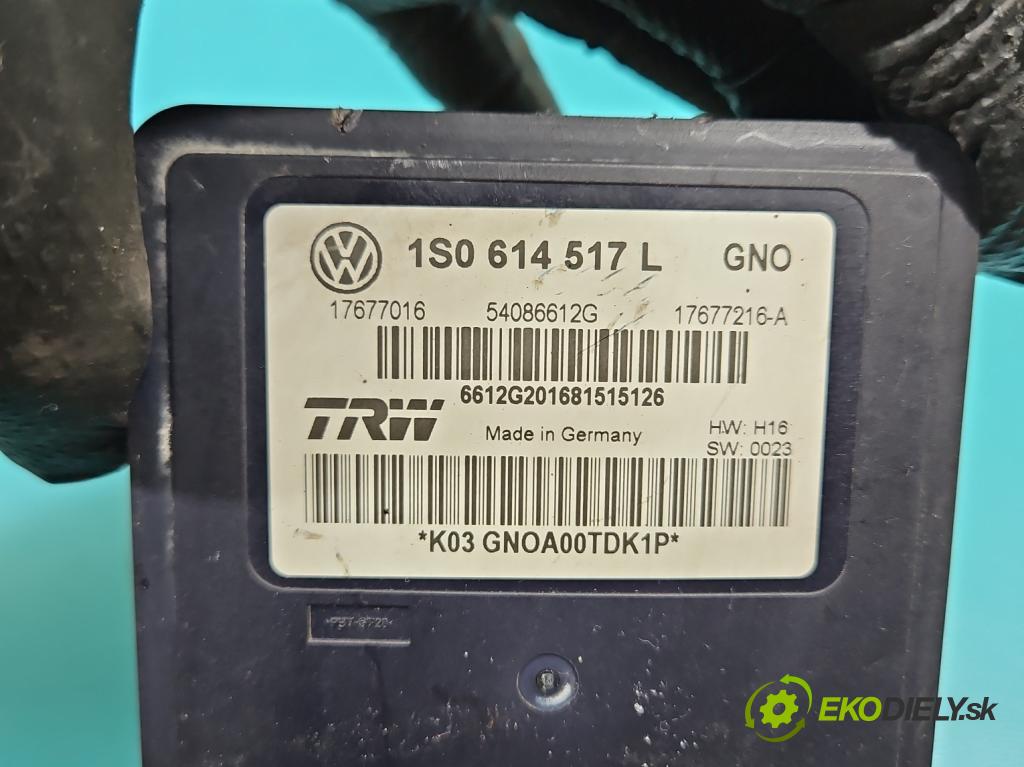 VW 1S0 614 517 L GNO
17677016 54086612G 17677216-A
6612G201681515126
TRW Made in Germany HW: H16
SW: 0023
*K03 GNOA00TDK1P*
EKODIELY.sk